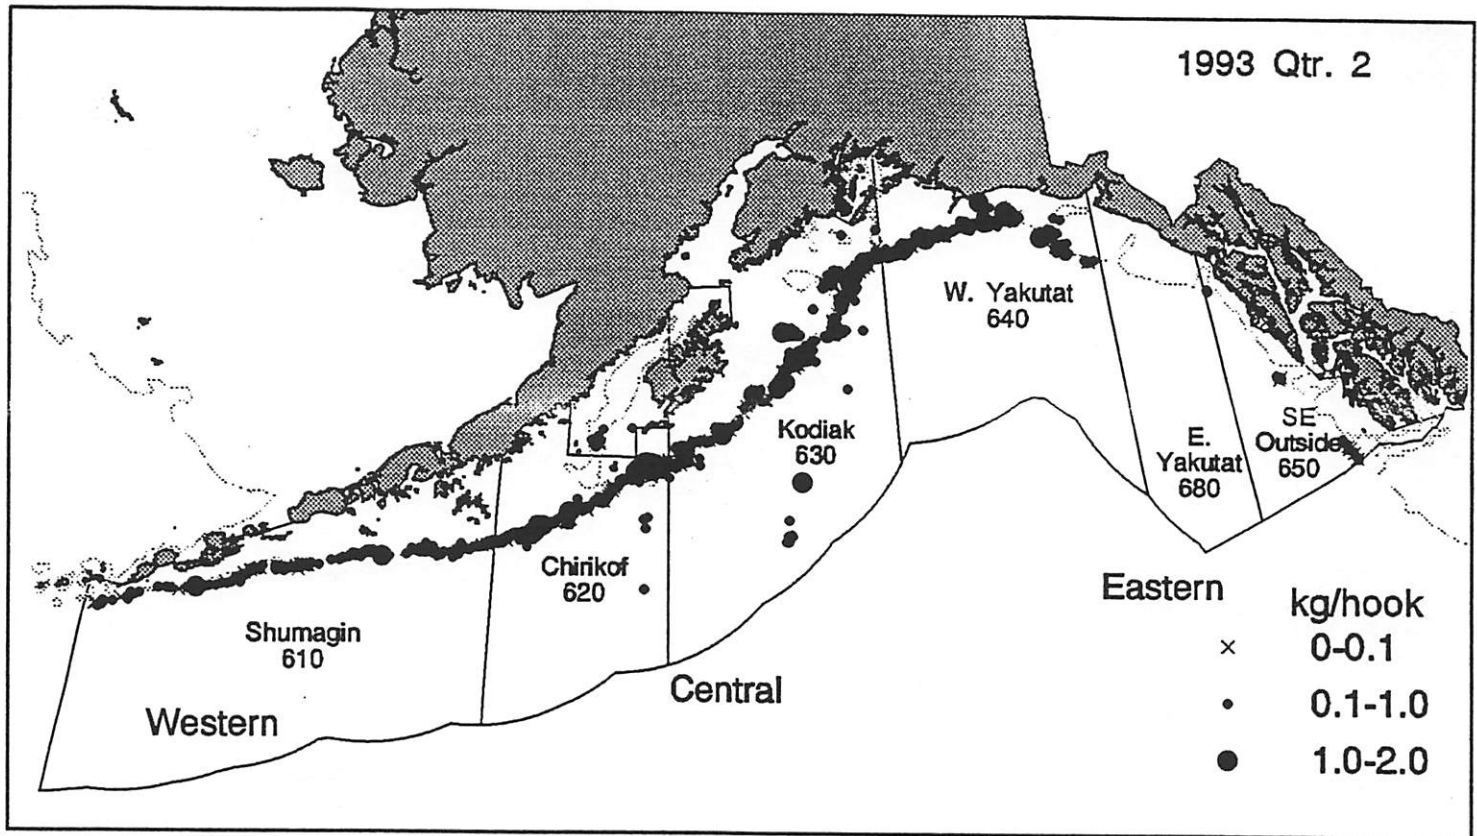 1993 Qtr. 2
W. Yakutat
640
Kodiak
630
E.
Yakutat
680
SE
Outside
650
Chirikof
620
Shumagin
610
Western
Central
Eastern
kg/hook
0-0.1
0.1-1.0
1.0-2.0